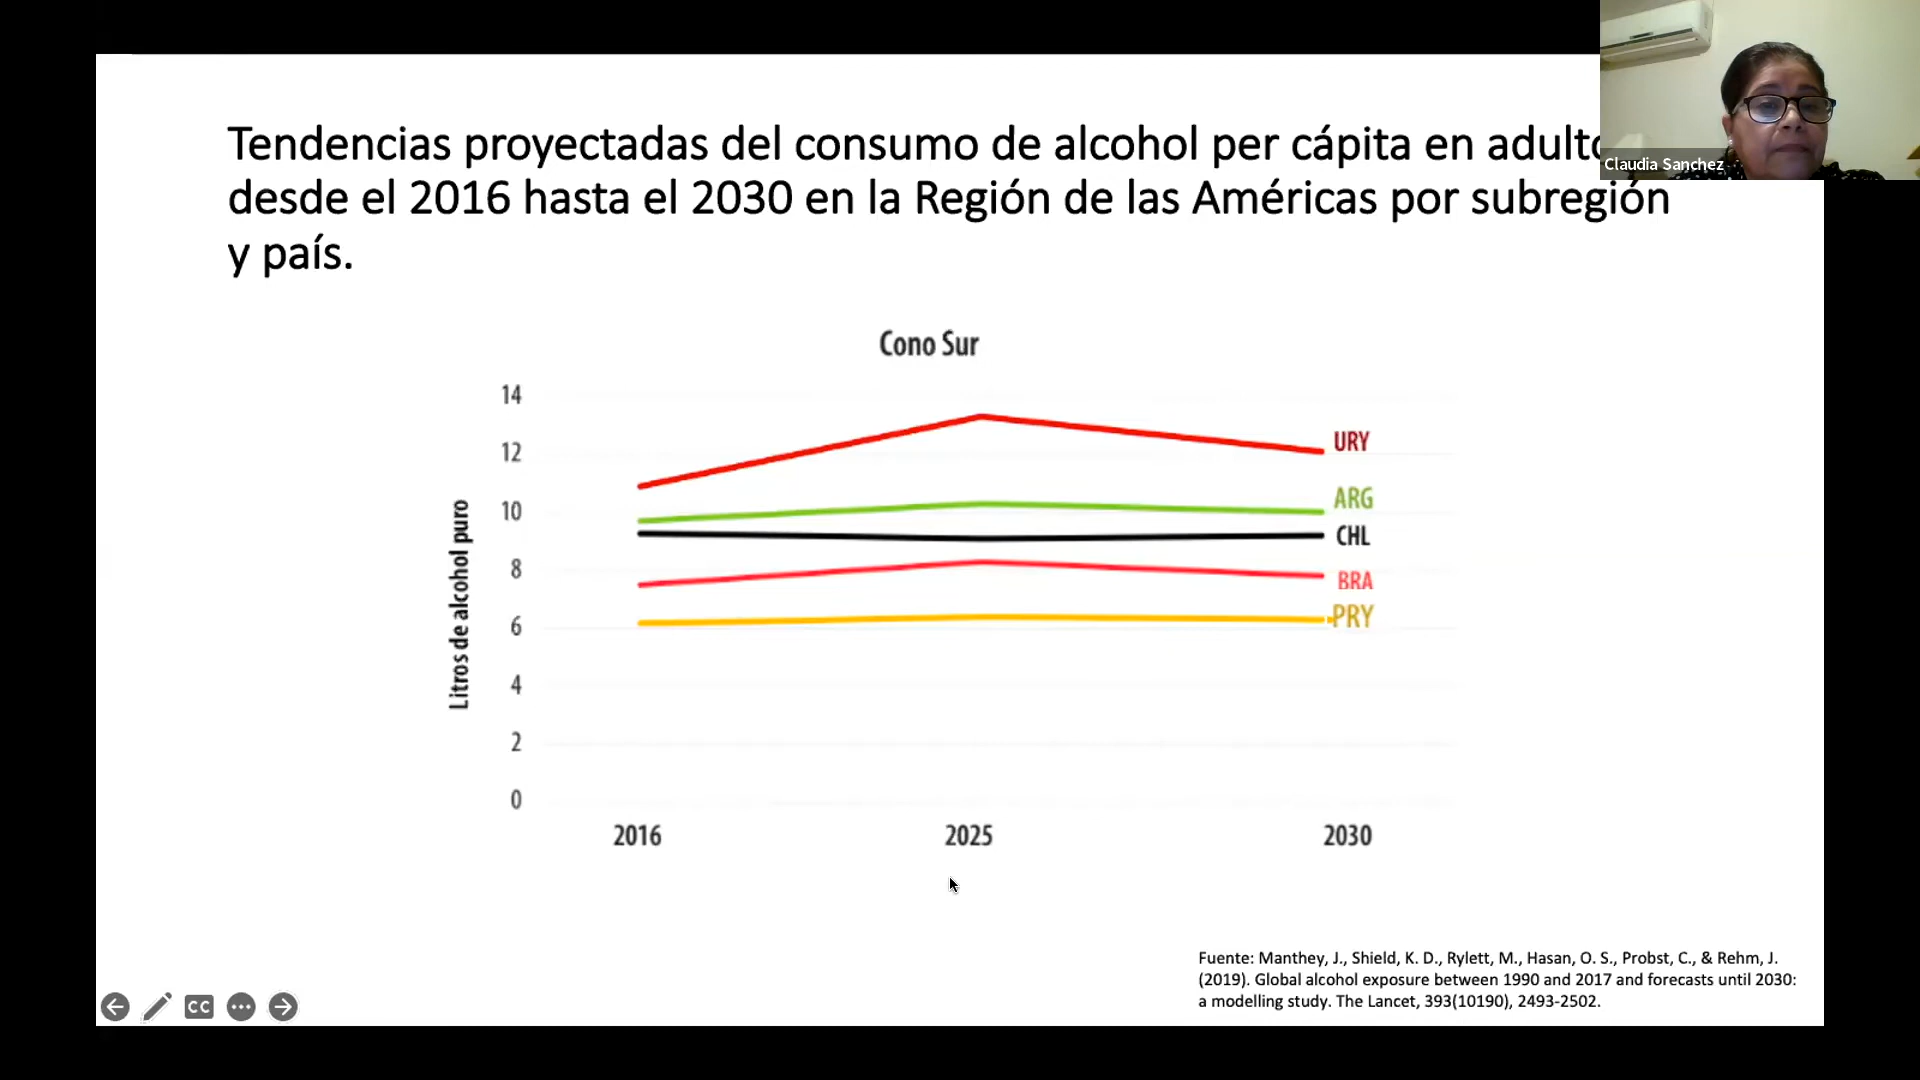 Tendencias proyectadas del consumo de alcohol per cápita en adulto
desde el 2016 hasta el 2030 en la Región de las Américas por subregión
y país.
Claudia Sanchez
Cono Sur
Litros de alcohol puro
14
12
10
8
6
4
2
0
URY
ARG
CHL
BRA
PRY
2016 2025 2030
Fuente: Manthey, J., Shield, K. D., Rylett, M., Hasan, O. S., Probst, C., & Rehm, J.
(2019). Global alcohol exposure between 1990 and 2017 and forecasts until 2030:
a modelling study. The Lancet, 393(10190), 2493-2502.
CC